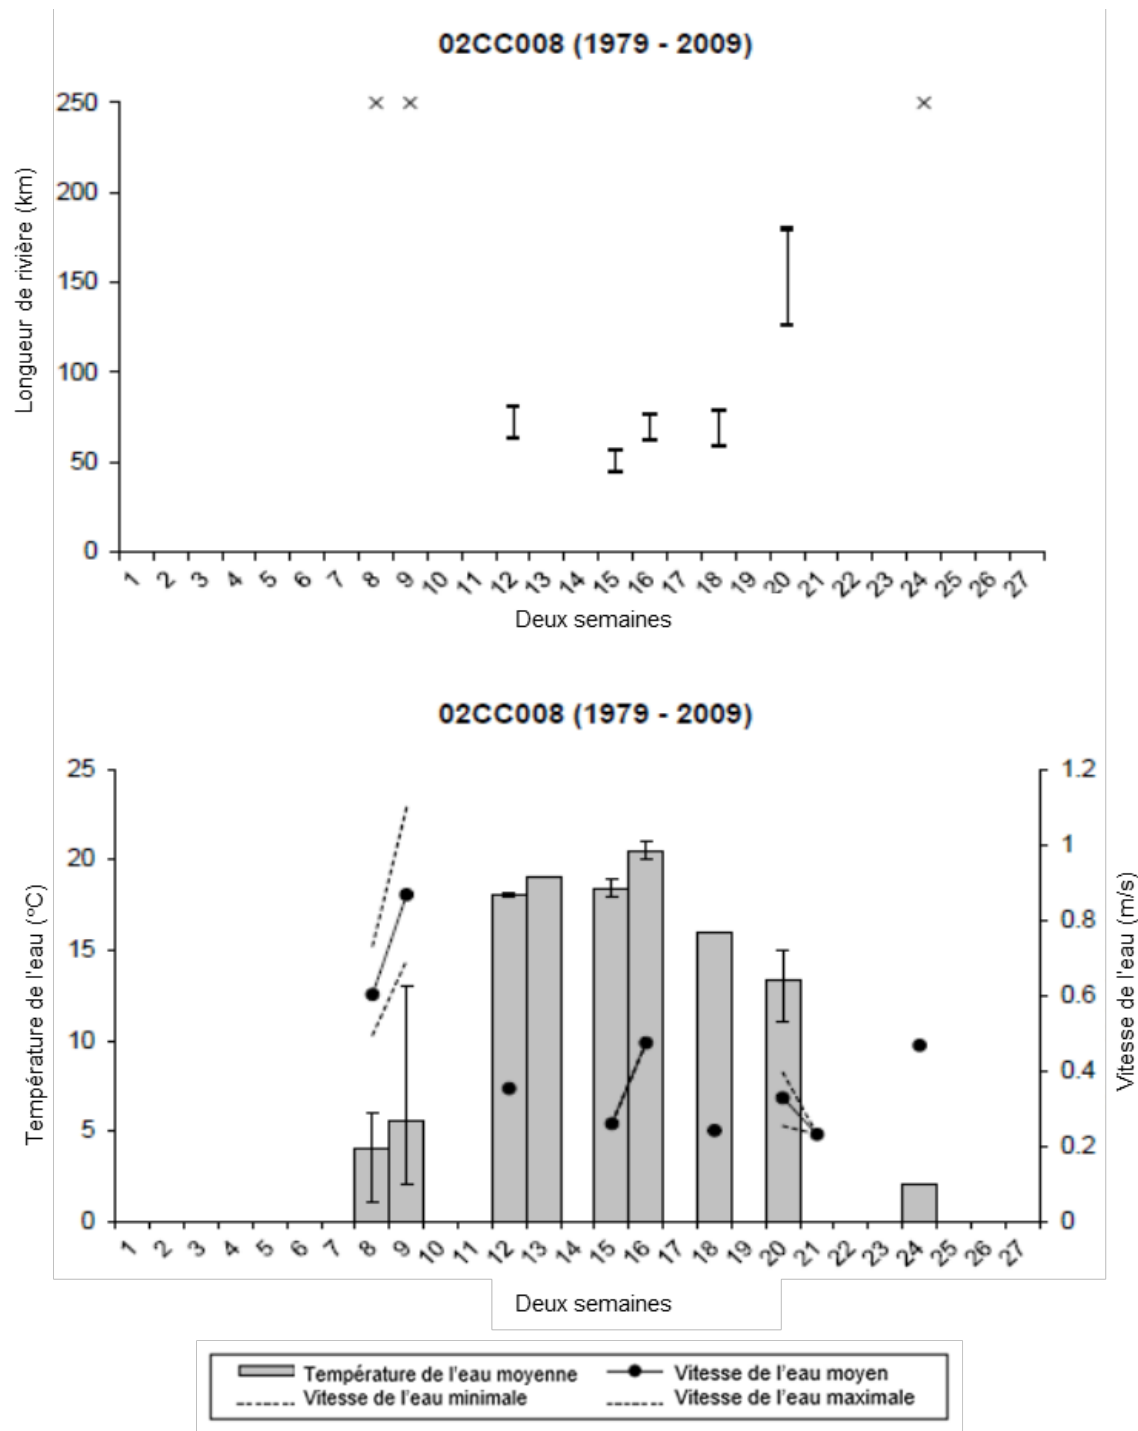 02CC008 (1979 - 2009)
Longueur de rivière (km)
250
200
150
100
50
0
1 2 3 4 5 6 7 8 9 10 11 12 13 14 15 16 17 18 19 20 21 22 23 24 25 26 27
Deux semaines
02CC008 (1979 - 2009)
Température de l'eau (°C)
25
20
15
10
5
0
1.2
1
0.8
0.6
0.4
0.2
0
Vitesse de l'eau (m/s)
1 2 3 4 5 6 7 8 9 10 11 12 13 14 15 16 17 18 19 20 21 22 23 24 25 26 27
Deux semaines
Température de l'eau moyenne Vitesse de l'eau moyen
Vitesse de l'eau minimale Vitesse de l'eau maximale